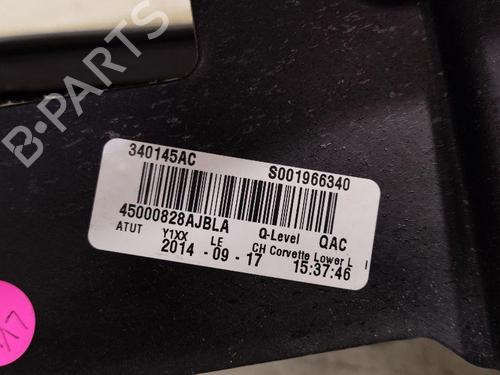 B-PARTS
340145AC S001966340
45000828AJBLA Q-Level QAC
ATUT Y1XX LE CH Corvette Lower L
2014 - 09 - 17 15:37:46